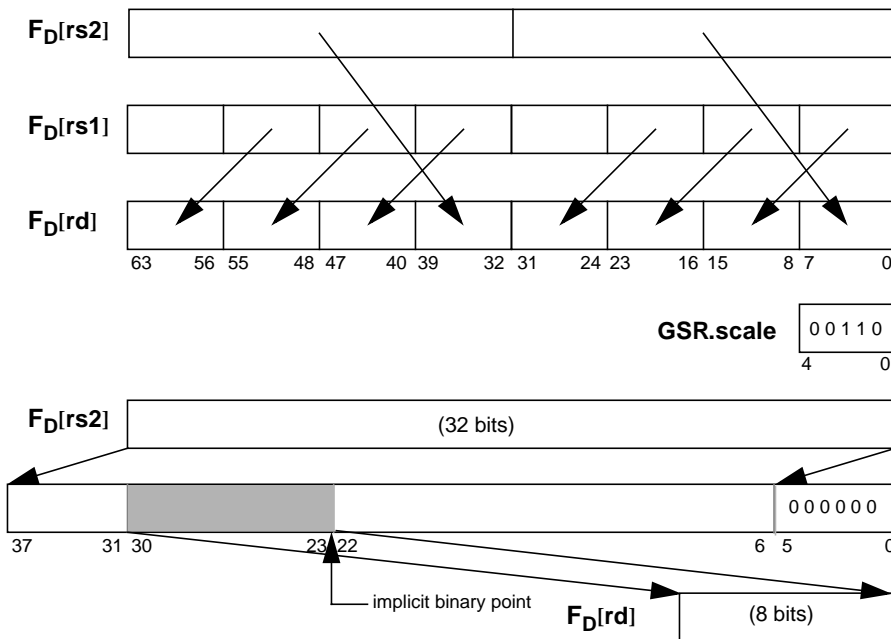 FD[rs2]
FD[rs1]
FD[rd]
63 56 55 48 47 40 39 32 31 24 23 16 15 8 7 0
GSR.scale 0 0 1 1 0
4 0
FD[rs2] (32 bits)
0 0 0 0 0 0
37 31 30 23 22 6 5 0
implicit binary point
FD[rd] (8 bits)